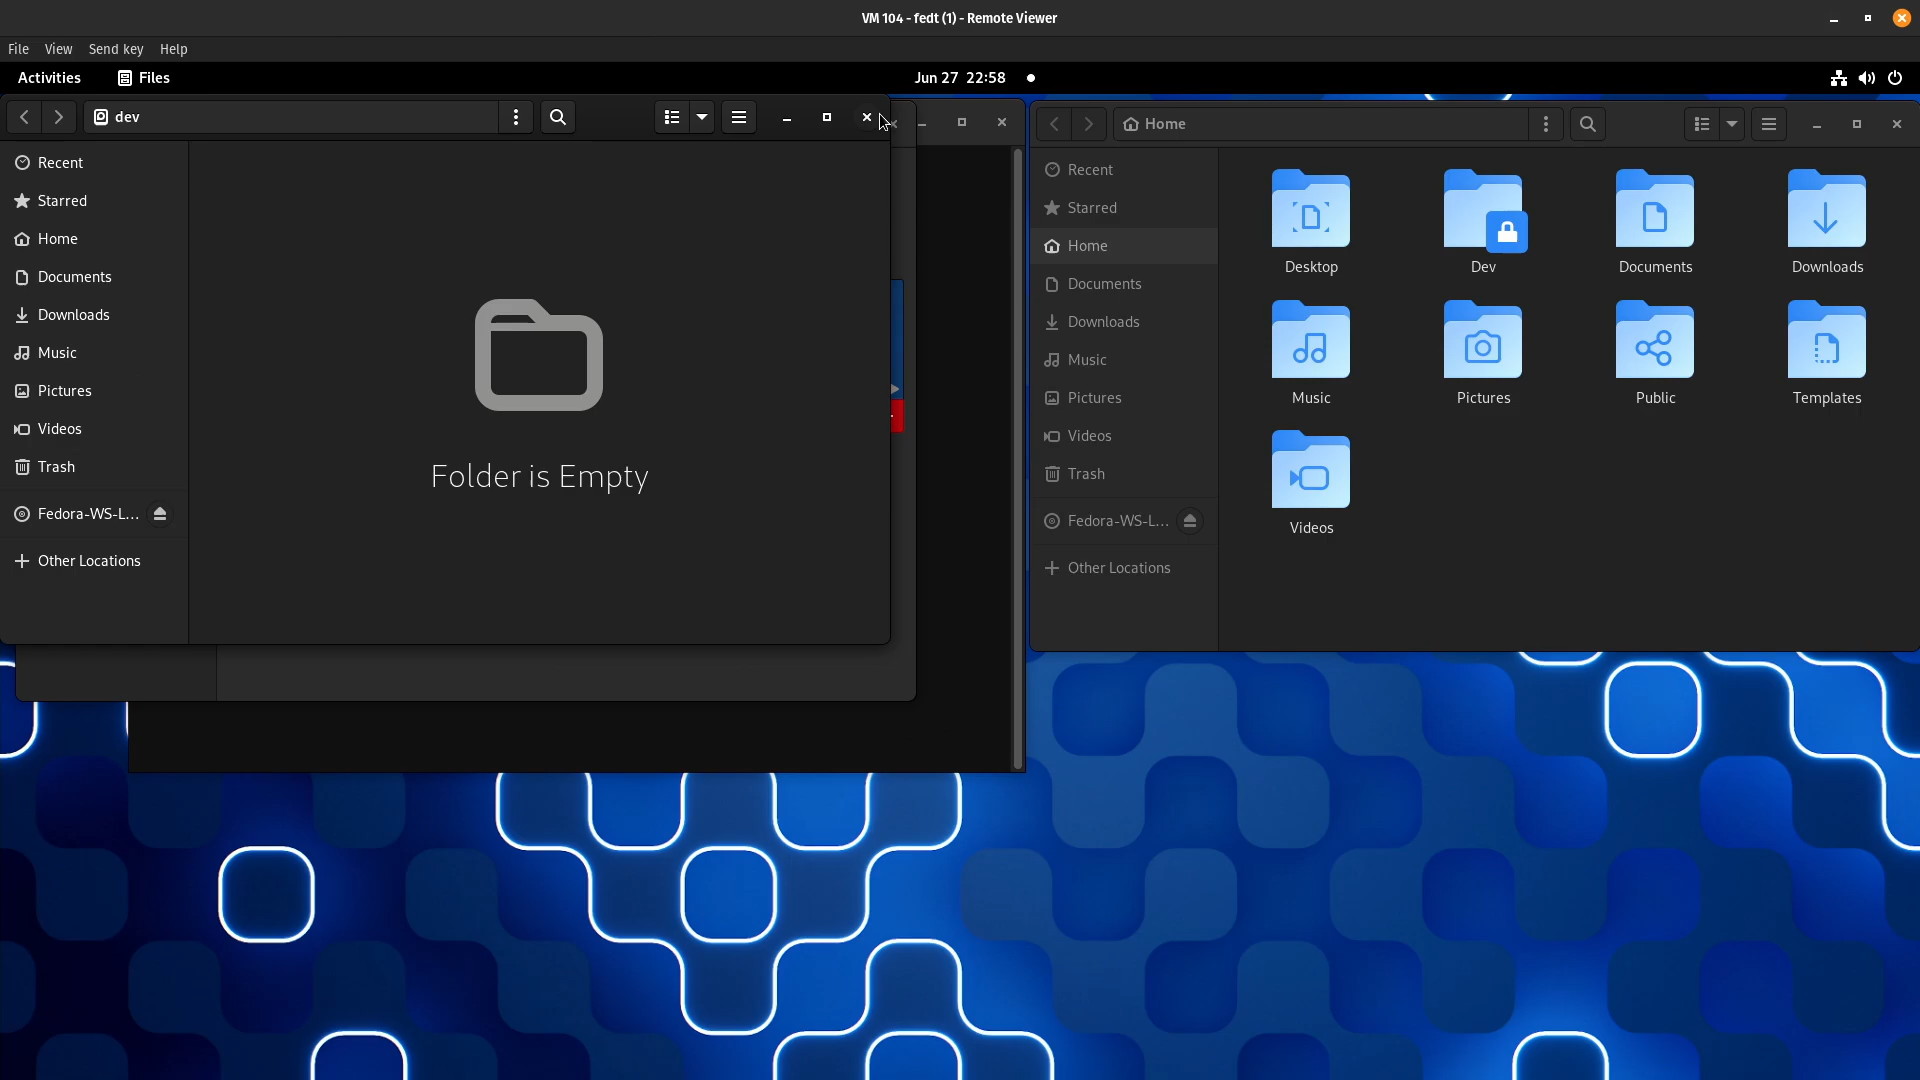 VM 104 - fedt (1) - Remote Viewer
File View Send key Help
Activities Files Jun 27 22:58
dev
Recent
Starred
Home
Documents
Downloads
Music
Pictures
Videos
Trash
Fedora-WS-L...
Other Locations
Folder is Empty
Home
Recent
Starred
Home
Documents
Downloads
Music
Pictures
Videos
Trash
Fedora-WS-L...
Other Locations
Desktop Dev Documents Downloads
Music Pictures Public Templates
Videos